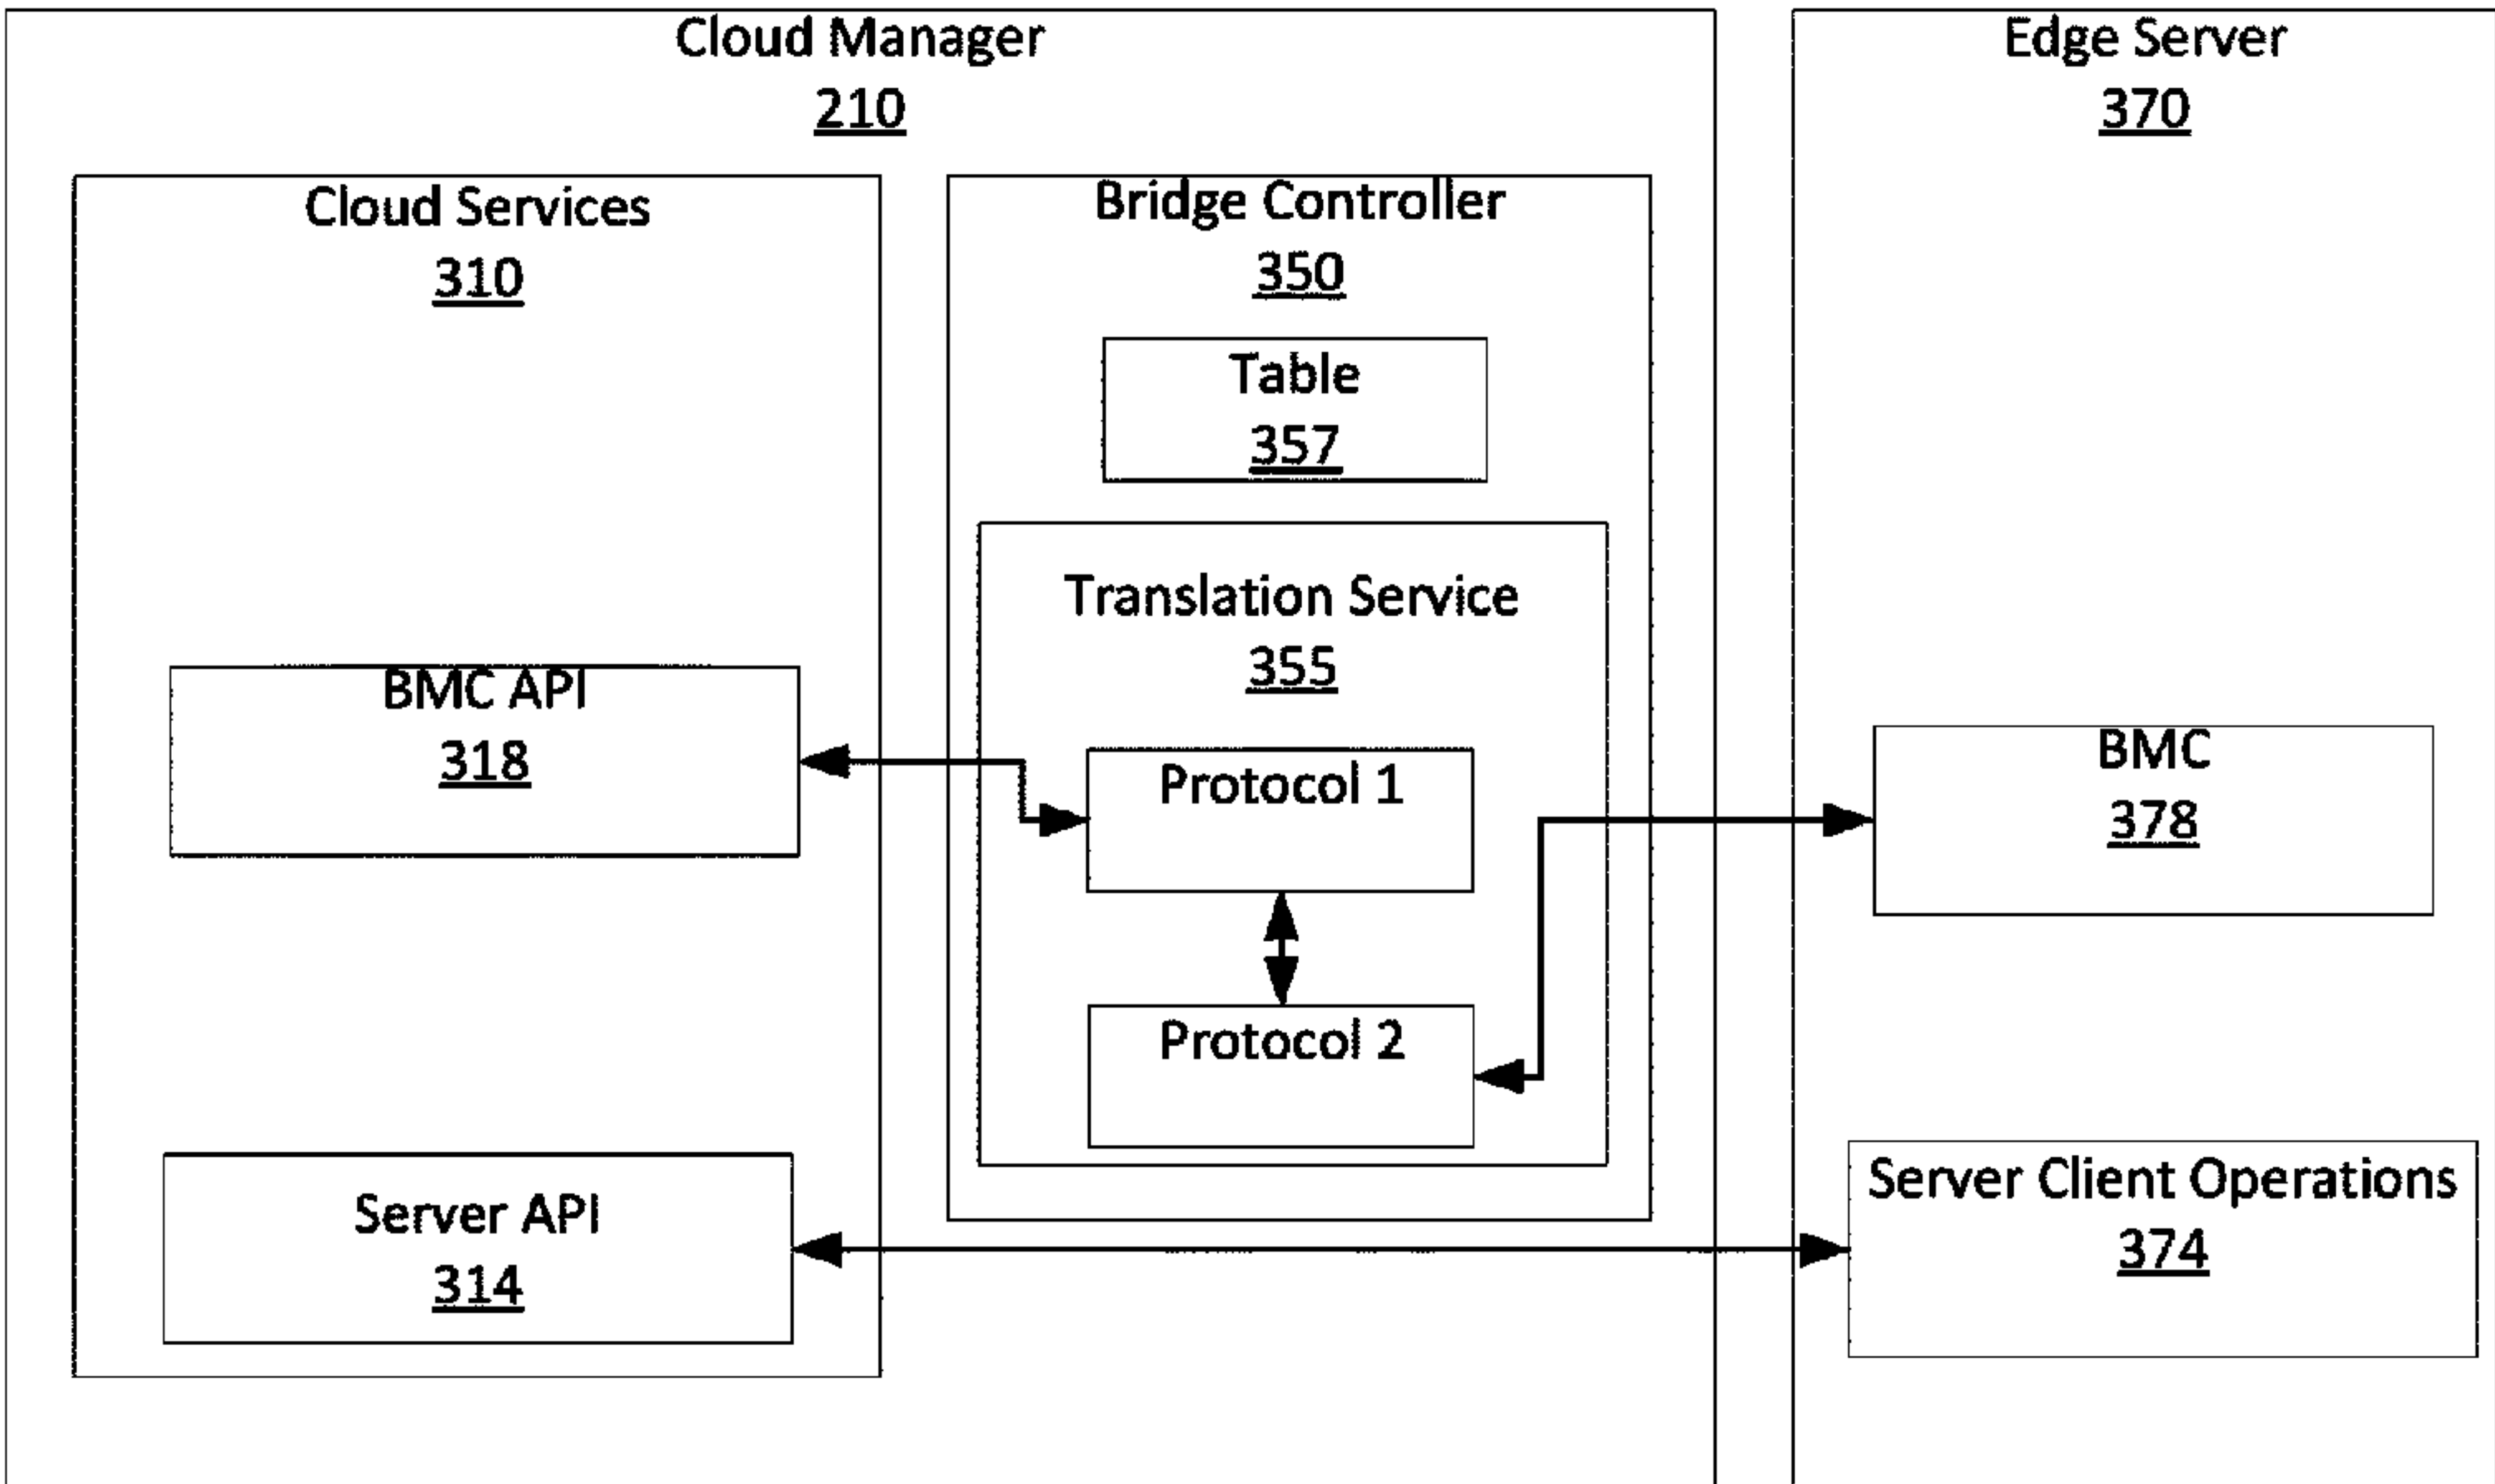 Cloud Manager
210
Edge Server
370
Cloud Services
310
Bridge Controller
350
Table
357
Translation Service
355
BMC API
318
Protocol 1
BMC
378
Protocol 2
Server API
314
Server Client Operations
374